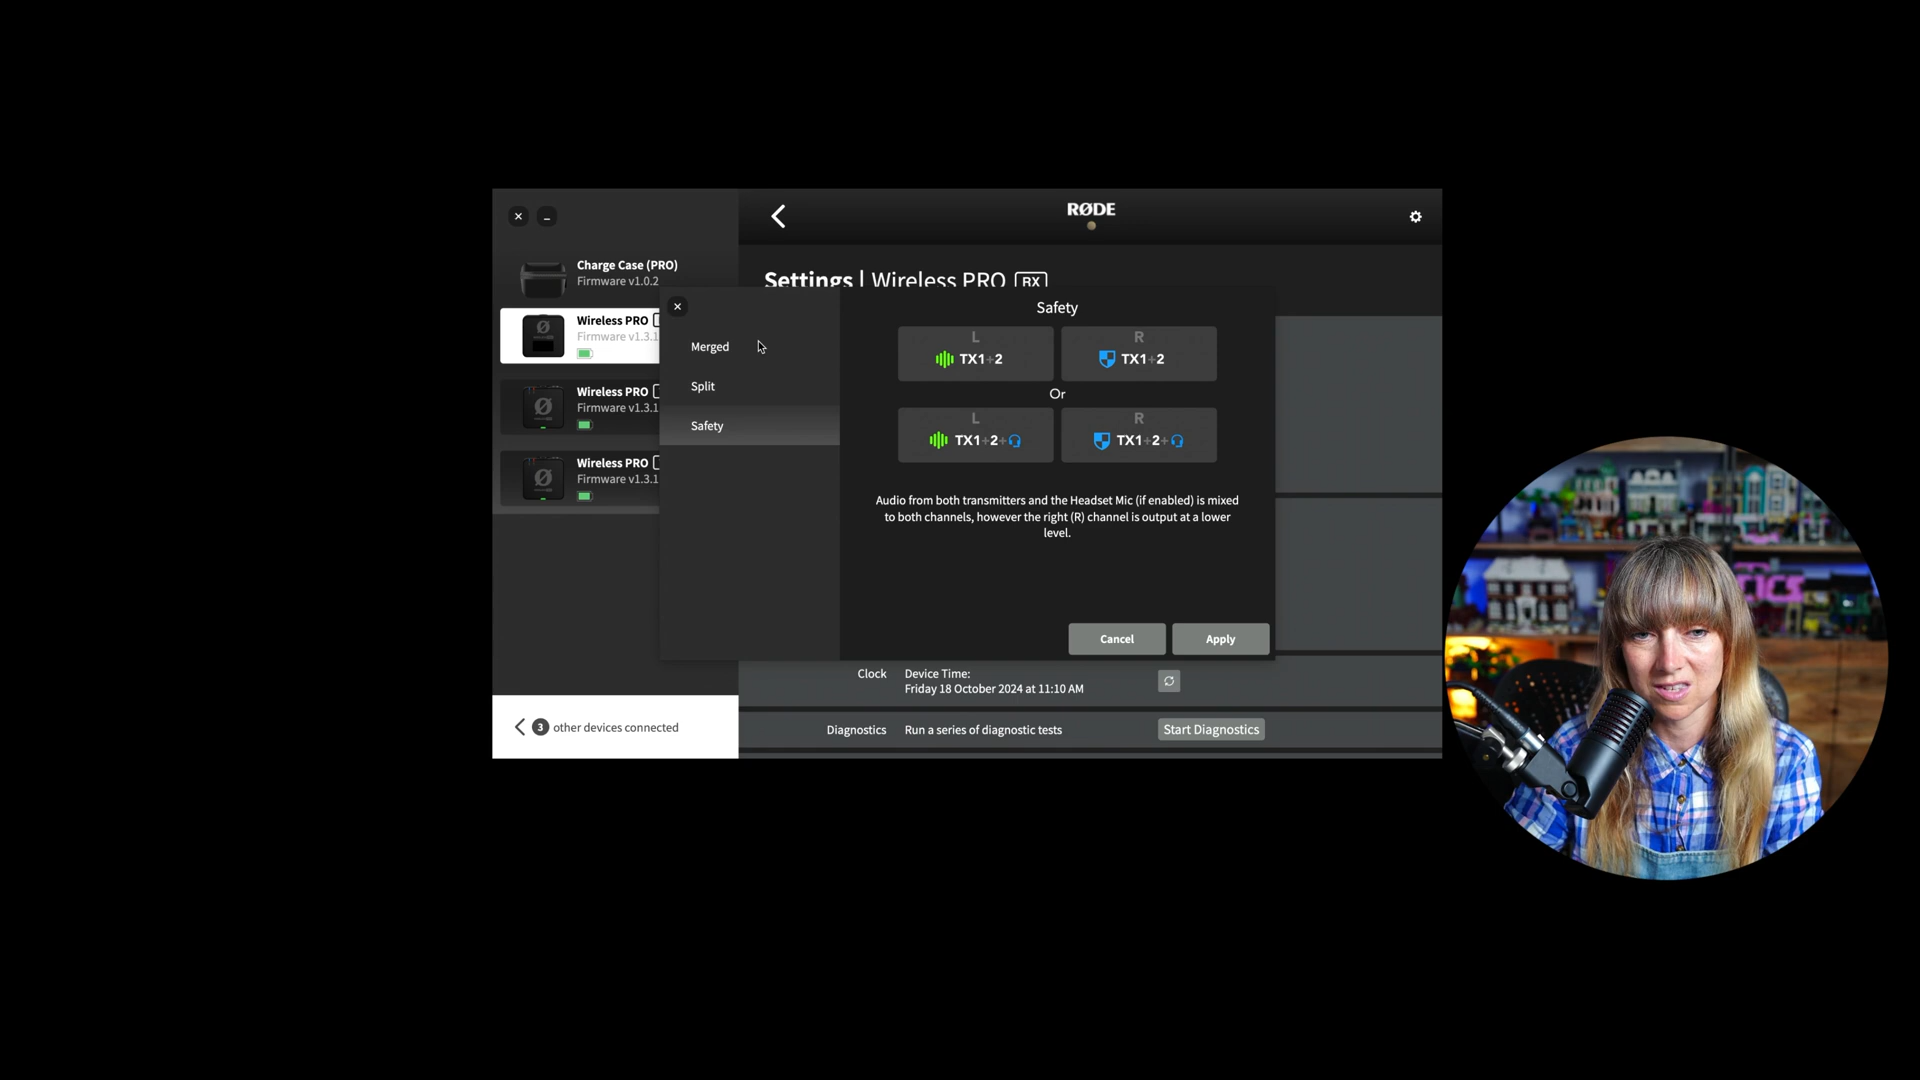 RØDE
Charge Case (PRO)
Firmware v1.0.2
Settings | Wireless PRO RX
Wireless PRO
Firmware v1.3.1
Wireless PRO
Firmware v1.3.1
Wireless PRO
Firmware v1.3.1
Merged
Split
Safety
Safety
L
TX1+2
R
TX1+2
Or
L
TX1+2+
R
TX1+2+
Audio from both transmitters and the Headset Mic (if enabled) is mixed
to both channels, however the right (R) channel is output at a lower
level.
Cancel
Apply
Clock
Device Time:
Friday 18 October 2024 at 11:10 AM
Diagnostics
Run a series of diagnostic tests
Start Diagnostics
3 other devices connected